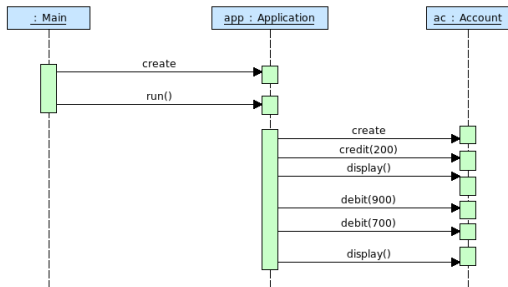 : Main
app : Application
ac : Account
create
run()
create
credit(200)
display()
debit(900)
debit(700)
display()